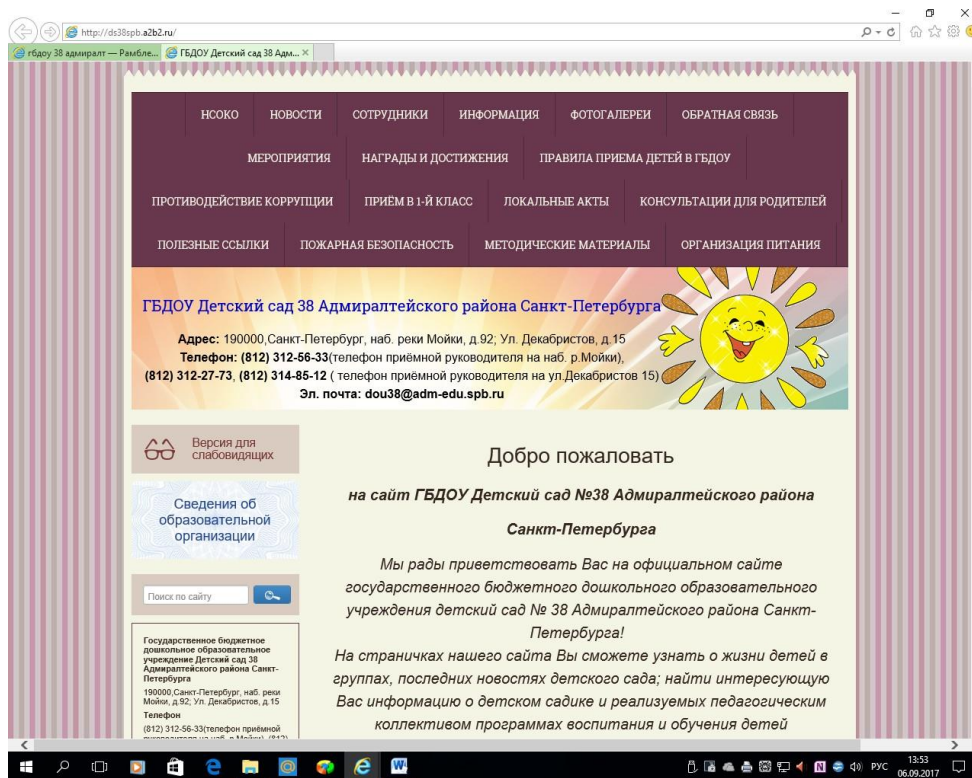 http://ds38spb.a2b2.ru/
гбдоу 38 адмиралт — Рамбле...
ГБДОУ Детский сад 38 Адм...
НСОКО НОВОСТИ СОТРУДНИКИ ИНФОРМАЦИЯ ФОТОГАЛЕРЕИ ОБРАТНАЯ СВЯЗЬ
МЕРОПРИЯТИЯ НАГРАДЫ И ДОСТИЖЕНИЯ ПРАВИЛА ПРИЕМА ДЕТЕЙ В ГБДОУ
ПРОТИВОДЕЙСТВИЕ КОРРУПЦИИ ПРИЁМ В 1-Й КЛАСС ЛОКАЛЬНЫЕ АКТЫ КОНСУЛЬТАЦИИ ДЛЯ РОДИТЕЛЕЙ
ПОЛЕЗНЫЕ ССЫЛКИ ПОЖАРНАЯ БЕЗОПАСНОСТЬ МЕТОДИЧЕСКИЕ МАТЕРИАЛЫ ОРГАНИЗАЦИЯ ПИТАНИЯ
ГБДОУ Детский сад 38 Адмиралтейского района Санкт-Петербурга
Адрес: 190000,Санкт-Петербург, наб. реки Мойки, д.92; Ул. Декабристов, д.15
Телефон: (812) 312-56-33(телефон приёмной руководителя на наб. р.Мойки),
(812) 312-27-73, (812) 314-85-12 ( телефон приёмной руководителя на ул.Декабристов 15)
Эл. почта: dou38@adm-edu.spb.ru
Версия для
слабовидящих
Сведения об
образовательной
организации
Поиск по сайту
Государственное бюджетное
дошкольное образовательное
учреждение Детский сад 38
Адмиралтейского района Санкт-
Петербурга
190000,Санкт-Петербург, наб. реки
Мойки, д.92; Ул. Декабристов, д.15
Телефон
(812) 312-56-33(телефон приёмной
руководителя на наб. р.Мойки), (812)
Добро пожаловать
на сайт ГБДОУ Детский сад №38 Адмиралтейского района
Санкт-Петербурга
Мы рады приветствовать Вас на официальном сайте
государственного бюджетного дошкольного образовательного
учреждения детский сад № 38 Адмиралтейского района Санкт-
Петербурга!
На страничках нашего сайта Вы сможете узнать о жизни детей в
группах, последних новостях детского сада; найти интересующую
Вас информацию о детском садике и реализуемых педагогическим
коллективом программах воспитания и обучения детей
РУС
13:53
06.09.2017